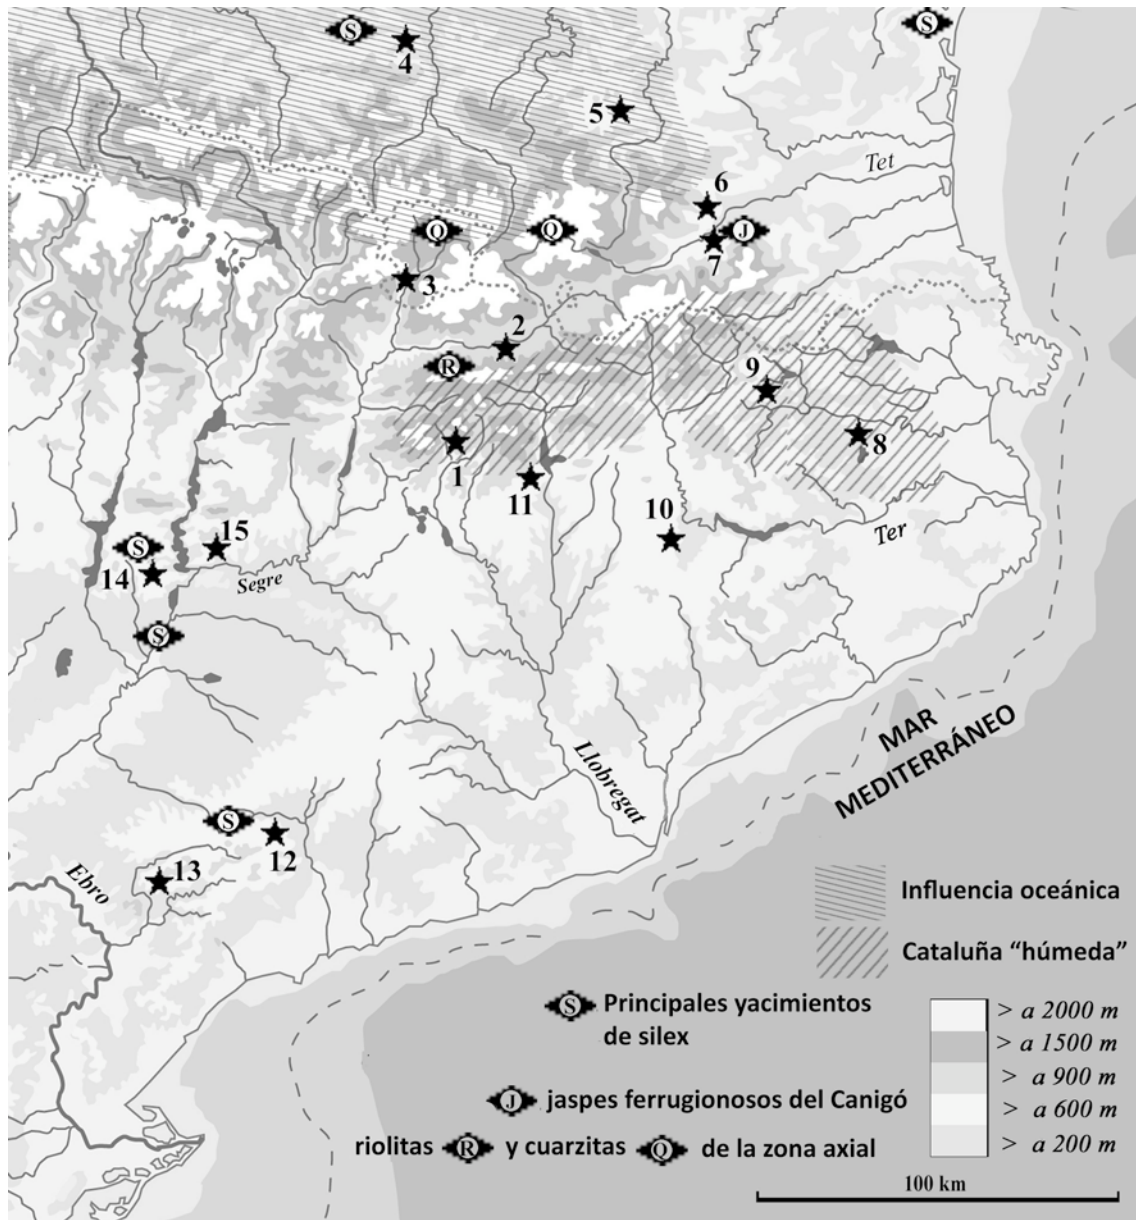 S
S
4
5
Tet
6
Q
Q
J
7
3
2
R
9
8
1
11
10
15
S
14
Segre
Ter
S
MAR
MEDITERRÁNEO
Llobregat
S
12
13
Ebro
Influencia oceánica
Cataluña “húmeda”
S Principales yacimientos
de silex
> a 2000 m
> a 1500 m
> a 900 m
> a 600 m
> a 200 m
J jaspes ferrugionosos del Canigó
riolitas R y cuarzitas Q de la zona axial
100 km